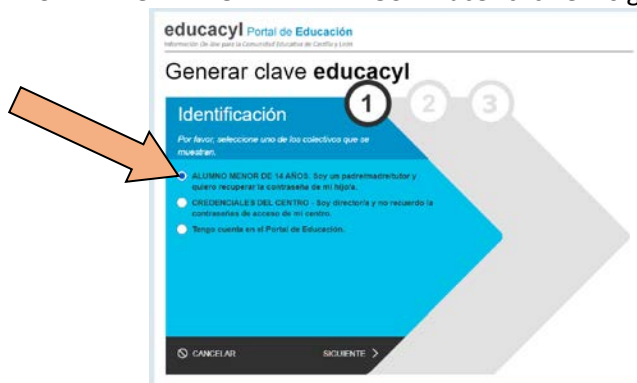 educacyl Portal de Educación
Información On-line para la Comunidad Educativa de Castilla y León
Generar clave educacyl
1 2 3
Identificación
Por favor, seleccione uno de los colectivos que se
muestran.
ALUMNO MENOR DE 14 AÑOS: Soy un padre/madre/tutor y
quiero recuperar la contraseña de mi hijo/a.
CREDENCIALES DEL CENTRO - Soy director/a y no recuerdo la
contraseñas de acceso de mi centro.
Tengo cuenta en el Portal de Educación.
CANCELAR SIGUIENTE